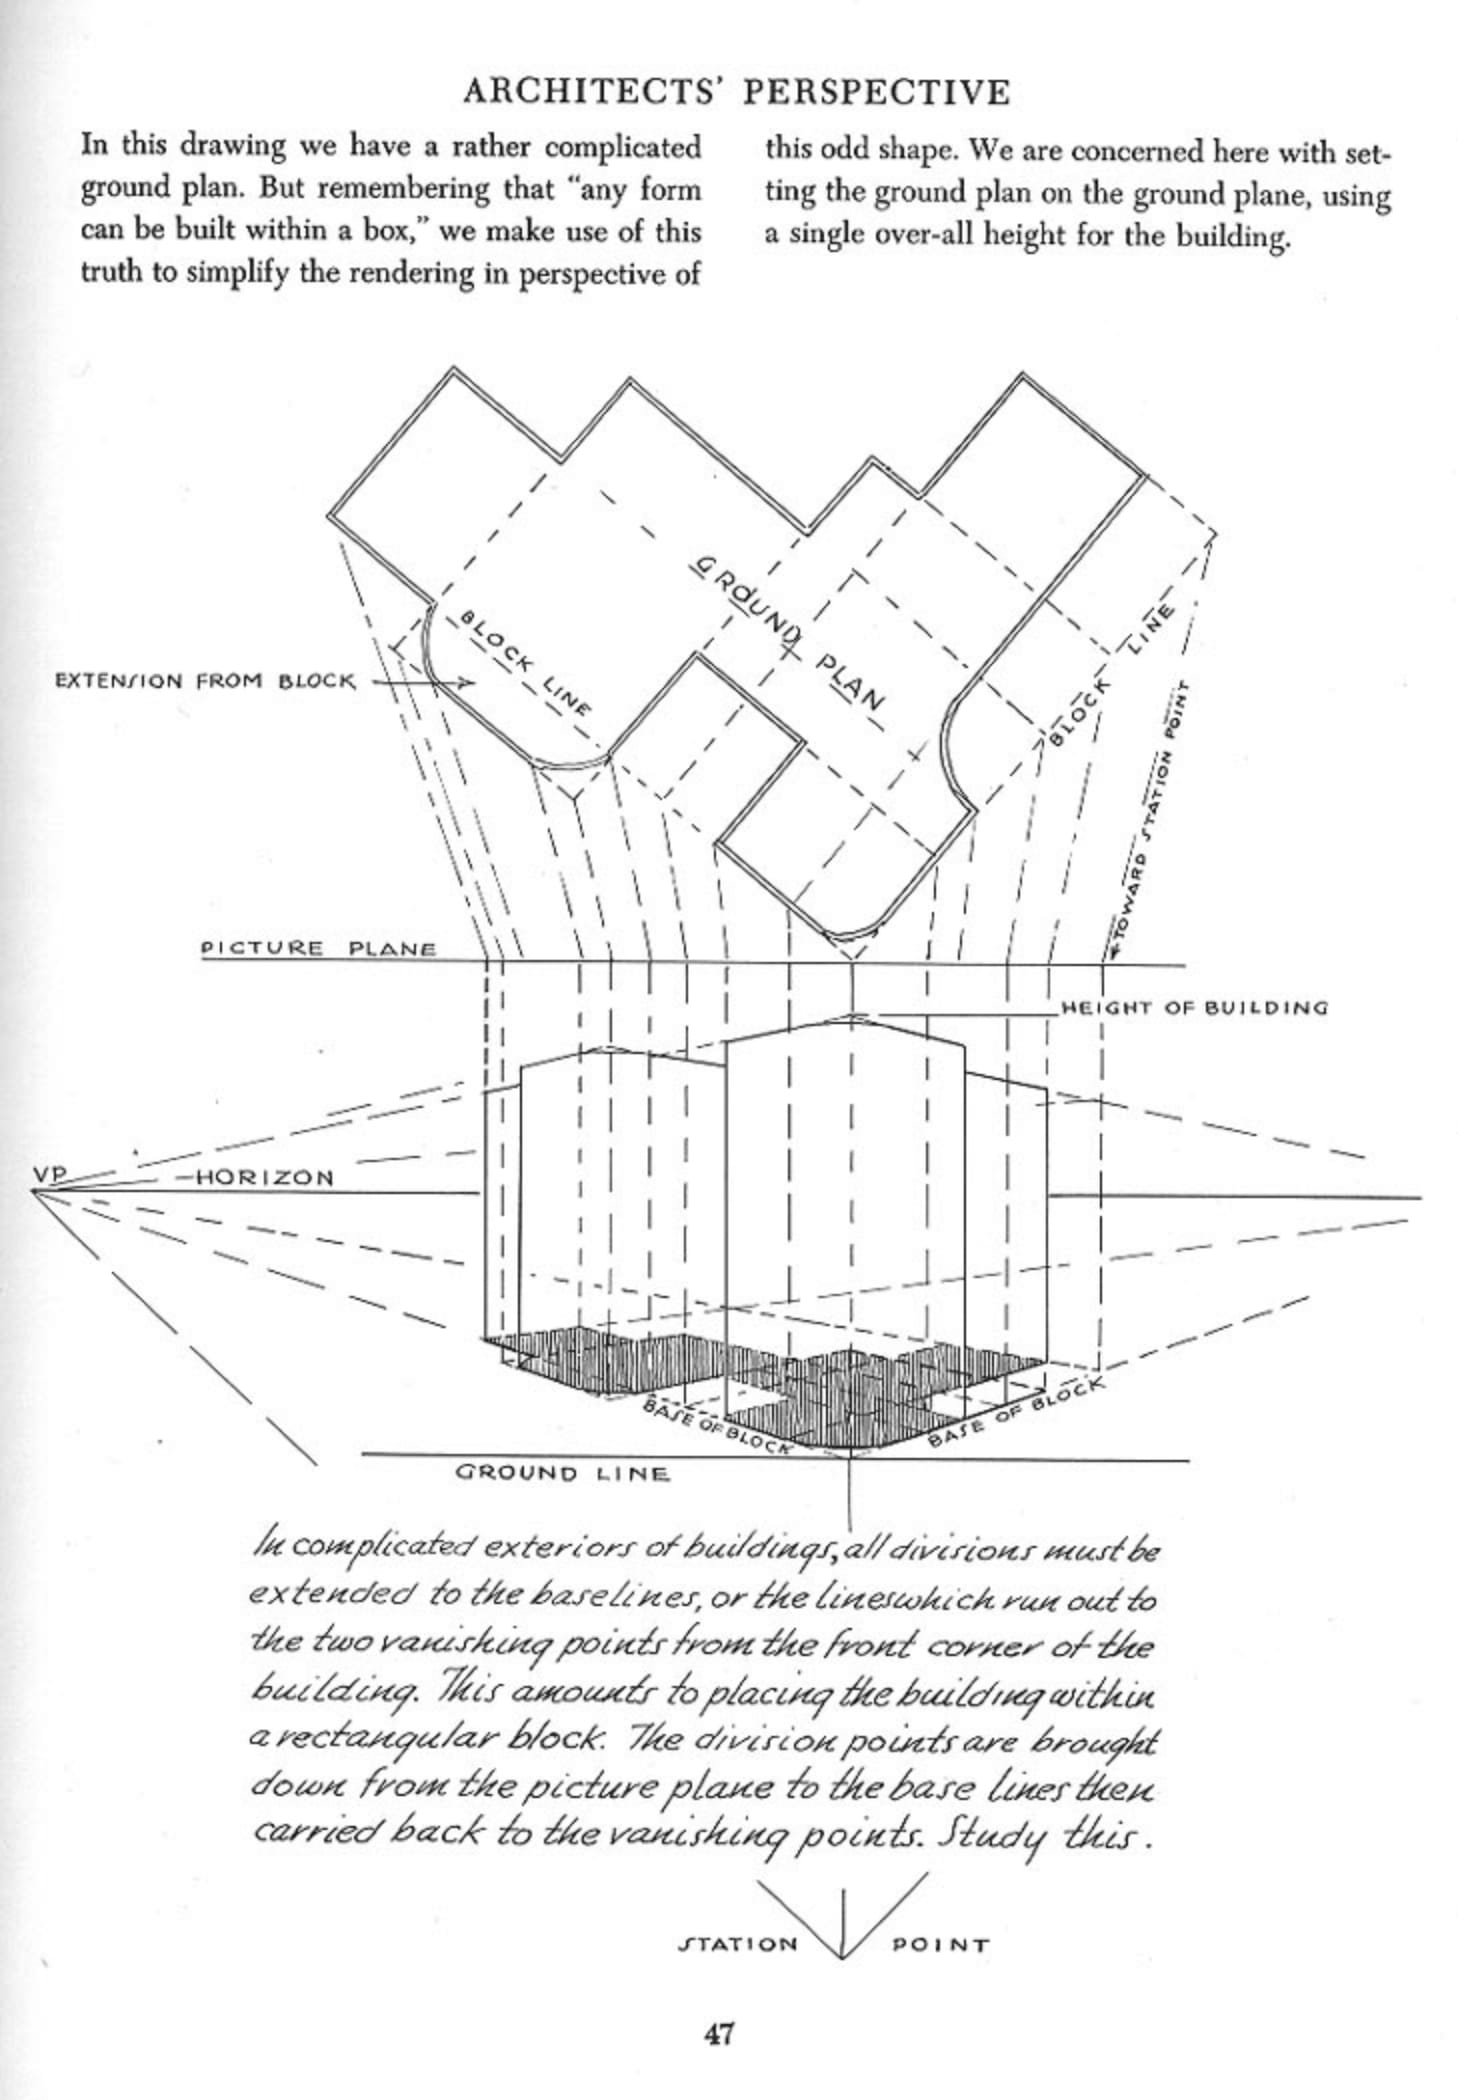 ARCHITECTS’ PERSPECTIVE
In this drawing we have a rather complicated
ground plan. But remembering that “any form
can be built within a box,” we make use of this
truth to simplify the rendering in perspective of
this odd shape. We are concerned here with set-
ting the ground plan on the ground plane, using
a single over-all height for the building.
GROUND PLAN
BLOCK LINE
BLOCK LINE
EXTENSION FROM BLOCK
TOWARD STATION POINT
PICTURE PLANE
HEIGHT OF BUILDING
VP
HORIZON
BASE OF BLOCK
BASE OF BLOCK
GROUND LINE
In complicated exteriors of buildings, all divisions must be
extended to the baselines, or the lines which run out to
the two vanishing points from the front corner of the
building. This amounts to placing the building within
a rectangular block. The division points are brought
down from the picture plane to the base lines then
carried back to the vanishing points. Study this.
STATION POINT
47